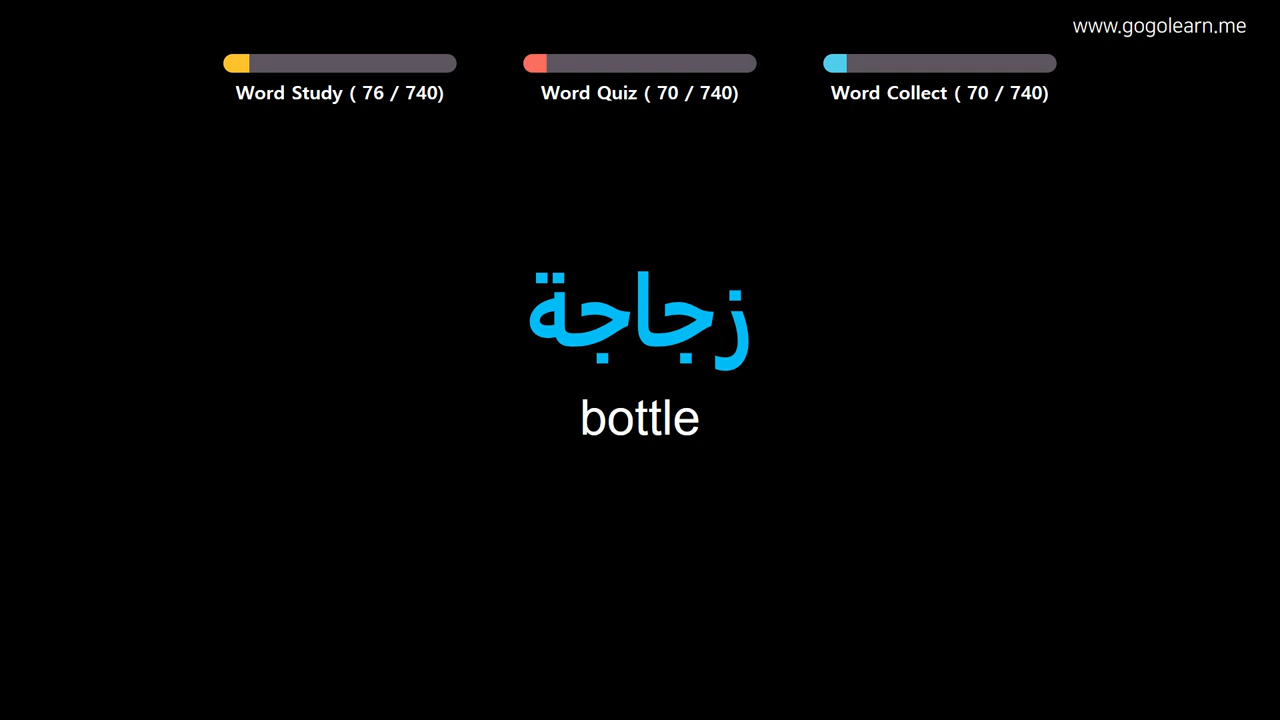 www.gogolearn.me
Word Study ( 76 / 740)
Word Quiz ( 70 / 740)
Word Collect ( 70 / 740)
زجاجة
bottle